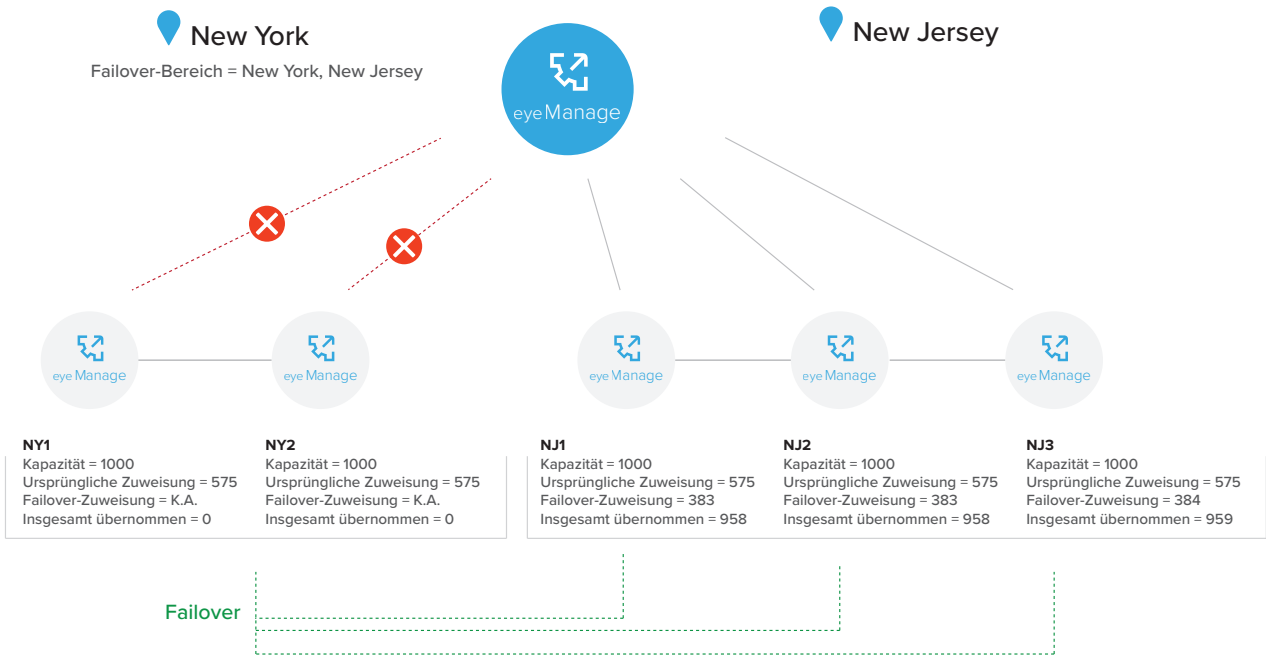 New York
Failover-Bereich = New York, New Jersey
New Jersey
eyeManage
eyeManage
eyeManage
eyeManage
eyeManage
eyeManage
NY1
Kapazität = 1000
Ursprüngliche Zuweisung = 575
Failover-Zuweisung = K.A.
Insgesamt übernommen = 0
NY2
Kapazität = 1000
Ursprüngliche Zuweisung = 575
Failover-Zuweisung = K.A.
Insgesamt übernommen = 0
NJ1
Kapazität = 1000
Ursprüngliche Zuweisung = 575
Failover-Zuweisung = 383
Insgesamt übernommen = 958
NJ2
Kapazität = 1000
Ursprüngliche Zuweisung = 575
Failover-Zuweisung = 383
Insgesamt übernommen = 958
NJ3
Kapazität = 1000
Ursprüngliche Zuweisung = 575
Failover-Zuweisung = 384
Insgesamt übernommen = 959
Failover